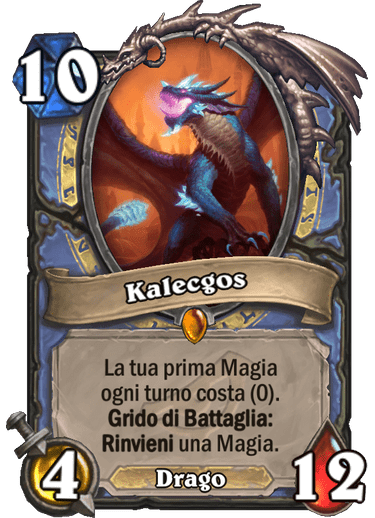 10
Kalecgos
La tua prima Magia
ogni turno costa (0).
Grido di Battaglia:
Rinvieni una Magia.
4
Drago
12